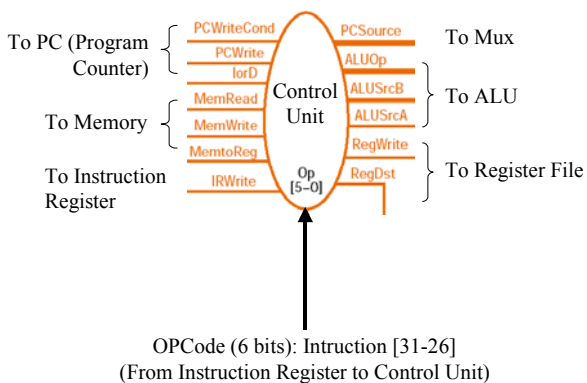 To PC (Program
Counter)
To Memory
To Instruction
Register
PCWriteCond
PCWrite
IorD
MemRead
MemWrite
MemtoReg
IRWrite
Control
Unit
Op
[5–0]
PCSource
ALUOp
ALUSrcB
ALUSrcA
RegWrite
RegDst
To Mux
To ALU
To Register File
OPCode (6 bits): Intruction [31-26]
(From Instruction Register to Control Unit)